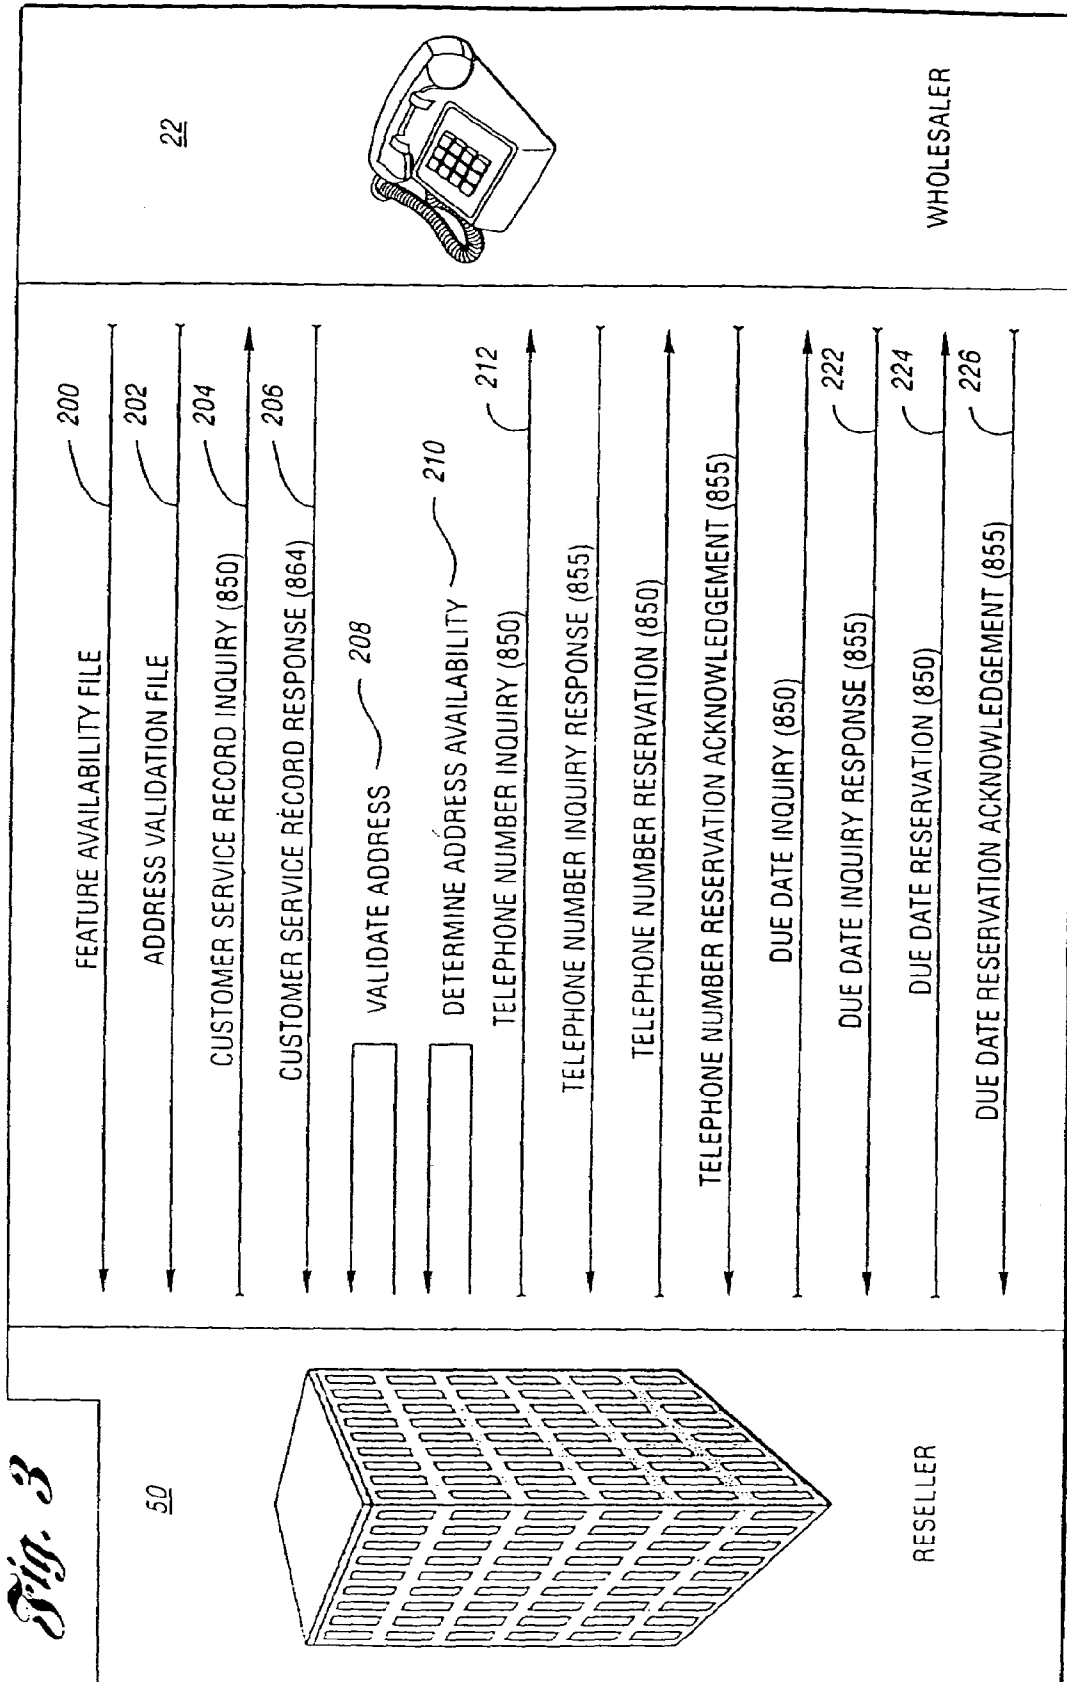 Fig. 3
50
22
FEATURE AVAILABILITY FILE
200
ADDRESS VALIDATION FILE
202
CUSTOMER SERVICE RECORD INQUIRY (850)
204
CUSTOMER SERVICE RECORD RESPONSE (864)
206
VALIDATE ADDRESS
208
DETERMINE ADDRESS AVAILABILITY
210
TELEPHONE NUMBER INQUIRY (850)
212
TELEPHONE NUMBER INQUIRY RESPONSE (855)
TELEPHONE NUMBER RESERVATION (850)
TELEPHONE NUMBER RESERVATION ACKNOWLEDGEMENT (855)
DUE DATE INQUIRY (850)
DUE DATE INQUIRY RESPONSE (855)
222
DUE DATE RESERVATION (850)
224
DUE DATE RESERVATION ACKNOWLEDGEMENT (855)
226
RESELLER
WHOLESALER